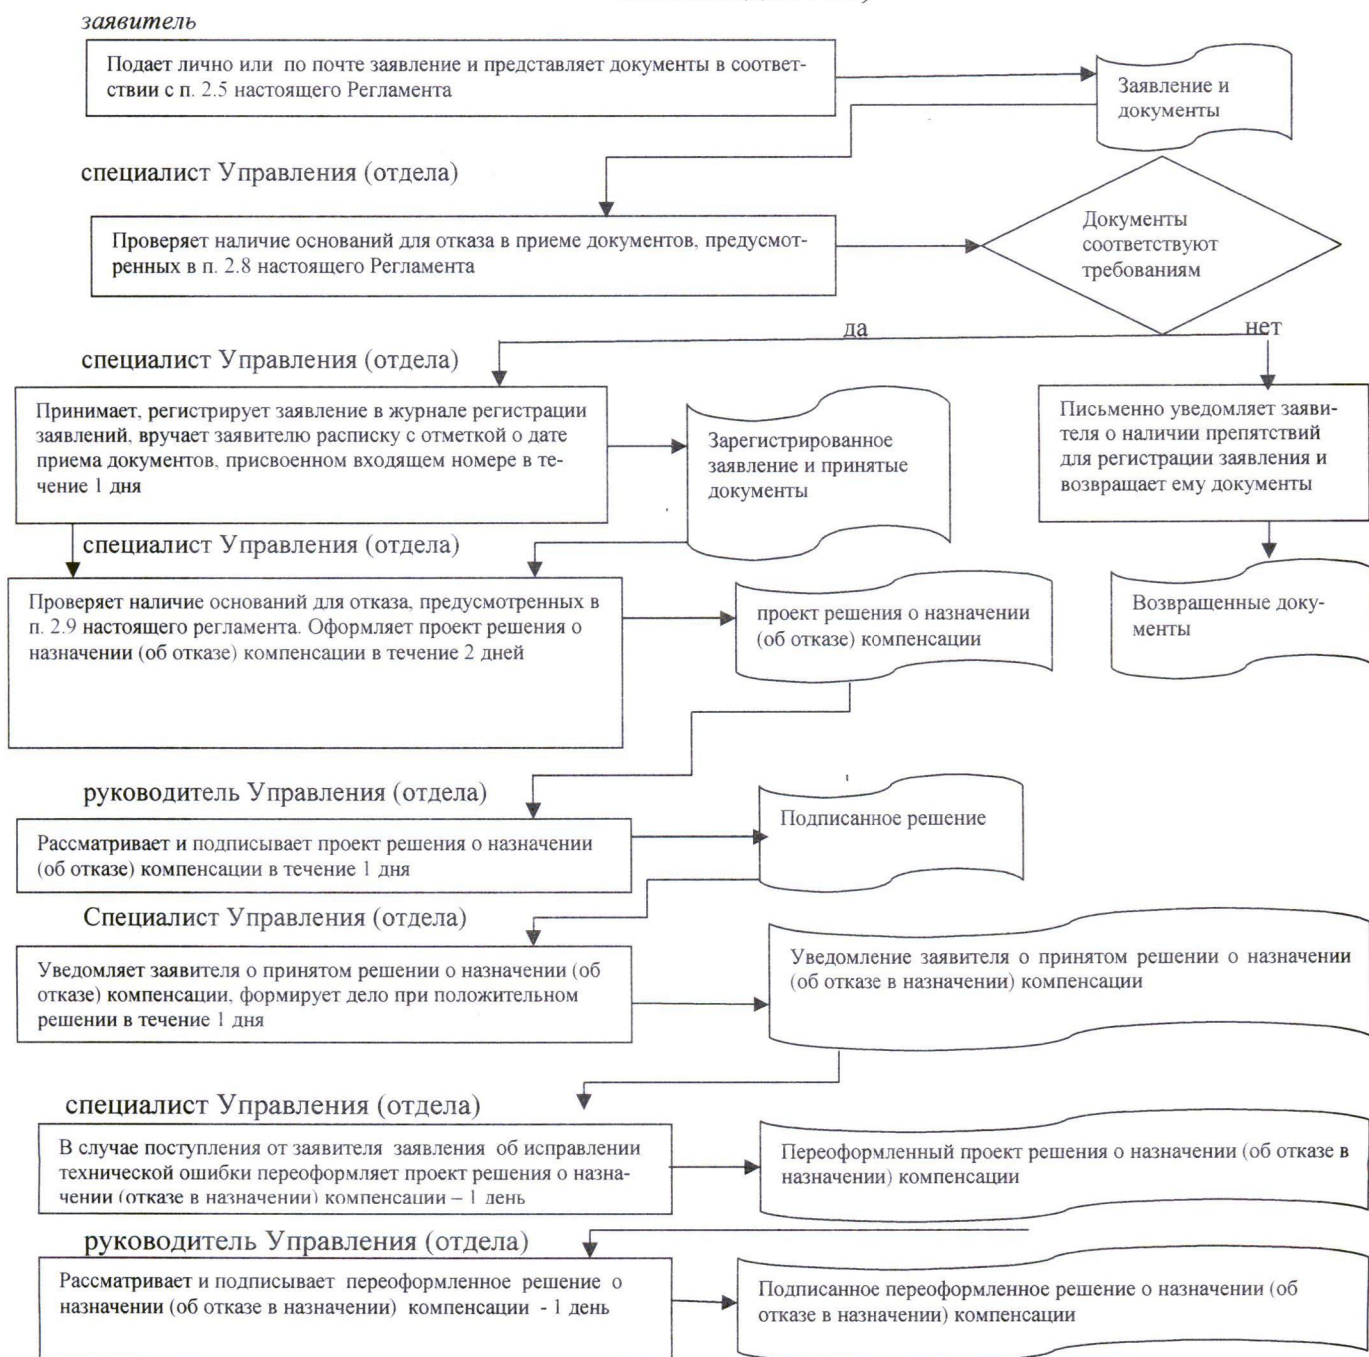 заявитель
Подает лично или по почте заявление и представляет документы в соответ-
ствии с п. 2.5 настоящего Регламента
Заявление и
документы
специалист Управления (отдела)
Проверяет наличие оснований для отказа в приеме документов, предусмот-
ренных в п. 2.8 настоящего Регламента
Документы
соответствуют
требованиям
да
нет
специалист Управления (отдела)
Принимает, регистрирует заявление в журнале регистрации
заявлений, вручает заявителю расписку с отметкой о дате
приема документов, присвоенном входящем номере в те-
чение 1 дня
Зарегистрированное
заявление и принятые
документы
Письменно уведомляет заяви-
теля о наличии препятствий
для регистрации заявления и
возвращает ему документы
специалист Управления (отдела)
Проверяет наличие оснований для отказа, предусмотренных в
п. 2.9 настоящего регламента. Оформляет проект решения о
назначении (об отказе) компенсации в течение 2 дней
проект решения о назначении
(об отказе) компенсации
Возвращенные доку-
менты
руководитель Управления (отдела)
Рассматривает и подписывает проект решения о назначении
(об отказе) компенсации в течение 1 дня
Подписанное решение
Специалист Управления (отдела)
Уведомляет заявителя о принятом решении о назначении (об
отказе) компенсации, формирует дело при положительном
решении в течение 1 дня
Уведомление заявителя о принятом решении о назначении
(об отказе в назначении) компенсации
специалист Управления (отдела)
В случае поступления от заявителя заявления об исправлении
технической ошибки переоформляет проект решения о назна-
чении (отказе в назначении) компенсации – 1 день
Переоформленный проект решения о назначении (об отказе в
назначении) компенсации
руководитель Управления (отдела)
Рассматривает и подписывает переоформленное решение о
назначении (об отказе в назначении) компенсации - 1 день
Подписанное переоформленное решение о назначении (об
отказе в назначении) компенсации